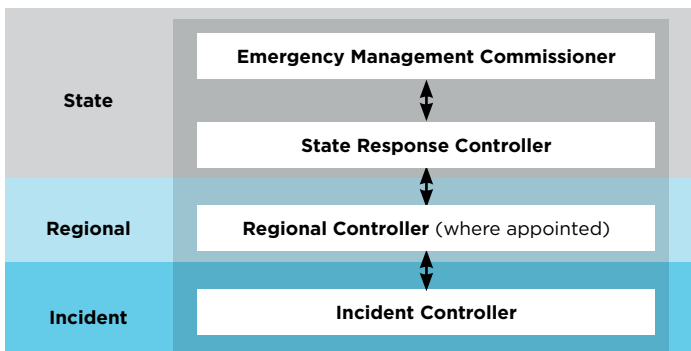 Emergency Management Commissioner
State
State Response Controller
Regional
Regional Controller (where appointed)
Incident
Incident Controller